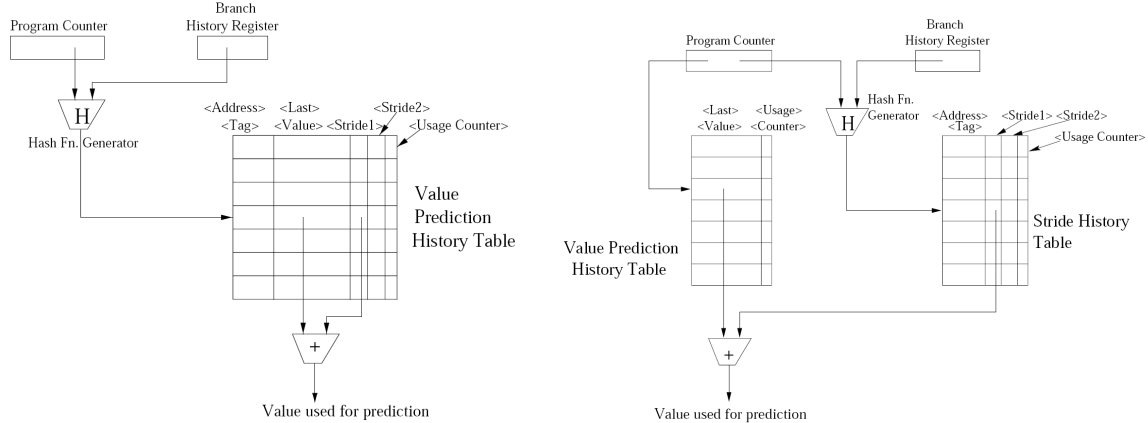 Program Counter
Branch
History Register
H
Hash Fn. Generator
<Address>
<Tag>
<Last>
<Value>
<Stride1>
<Stride2>
<Usage Counter>
Value
Prediction
History Table
+
Value used for prediction
Program Counter
Branch
History Register
Hash Fn.
Generator
H
<Last>
<Value>
<Usage>
<Counter>
<Address>
<Tag>
<Stride1>
<Stride2>
<Usage Counter>
Value Prediction
History Table
Stride History
Table
+
Value used for prediction